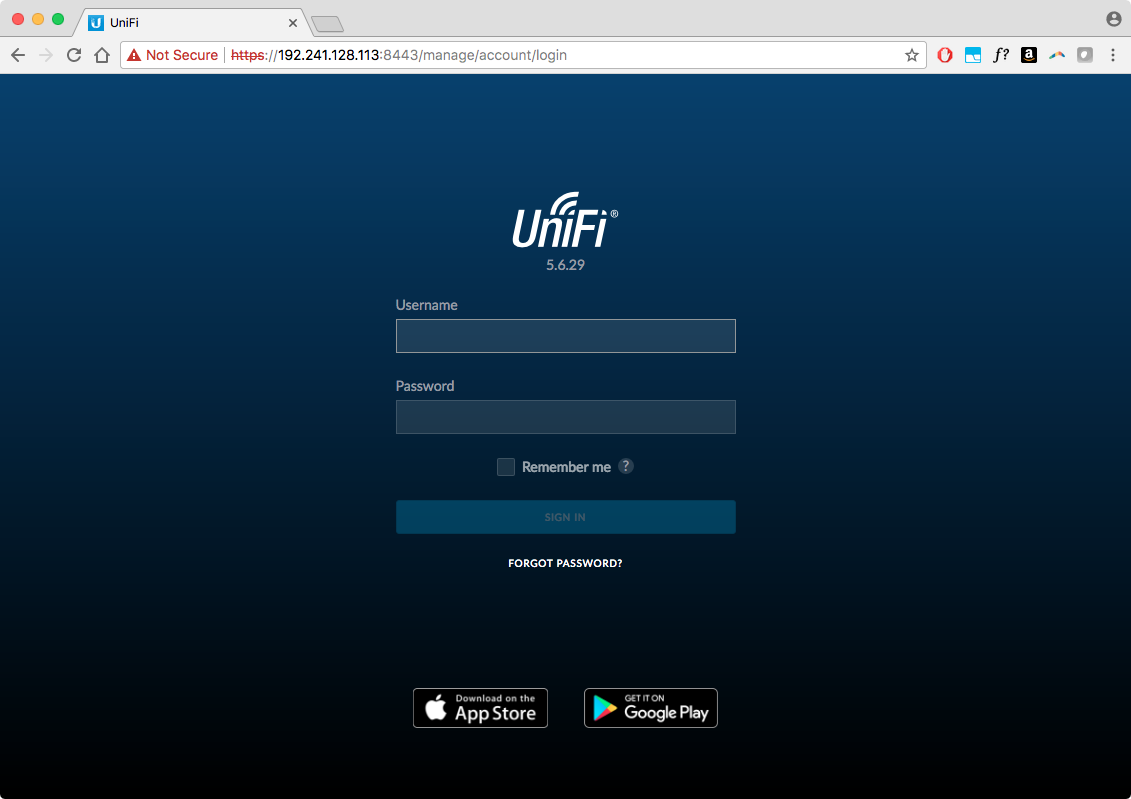 UniFi
Not Secure https://192.241.128.113:8443/manage/account/login
f?
a
UniFi®
5.6.29
Username
Password
Remember me ?
SIGN IN
FORGOT PASSWORD?
Download on the
App Store
GET IT ON
Google Play